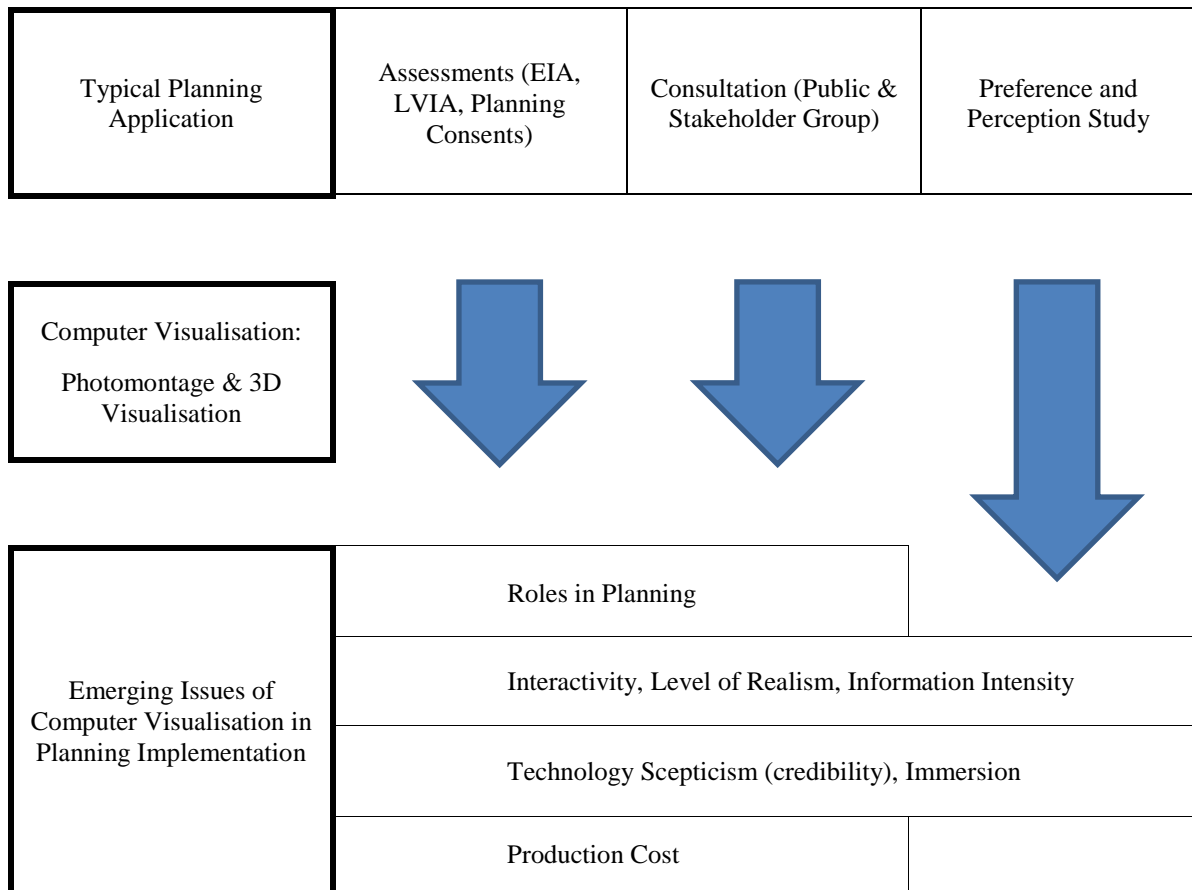 Typical Planning
Application
Assessments (EIA,
LVIA, Planning
Consents)
Consultation (Public &
Stakeholder Group)
Preference and
Perception Study
Computer Visualisation:
Photomontage & 3D
Visualisation
Emerging Issues of
Computer Visualisation in
Planning Implementation
Roles in Planning
Interactivity, Level of Realism, Information Intensity
Technology Scepticism (credibility), Immersion
Production Cost